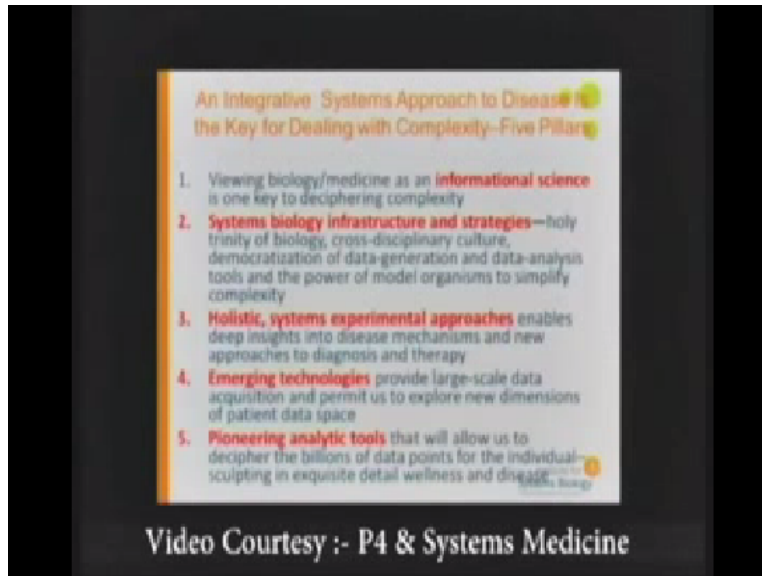 An Integrative Systems Approach to Disease Is
the Key for Dealing with Complexity–Five Pillars
1. Viewing biology/medicine as an informational science
is one key to deciphering complexity
2. Systems biology infrastructure and strategies—holy
trinity of biology, cross-disciplinary culture,
democratization of data-generation and data-analysis
tools and the power of model organisms to simplify
complexity
3. Holistic, systems experimental approaches enables
deep insights into disease mechanisms and new
approaches to diagnosis and therapy
4. Emerging technologies provide large-scale data
acquisition and permit us to explore new dimensions
of patient data space
5. Pioneering analytic tools that will allow us to
decipher the billions of data points for the individual–
sculpting in exquisite detail wellness and disease
Systems Biology
Video Courtesy :- P4 & Systems Medicine